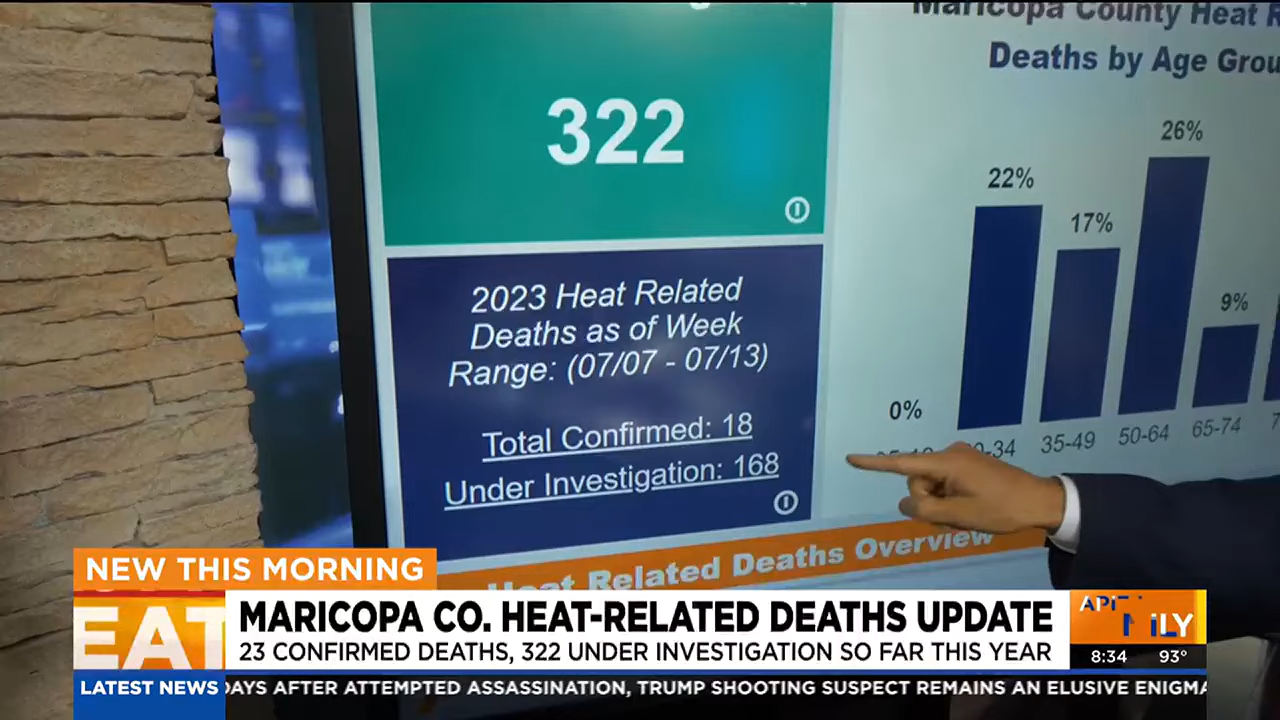 322
2023 Heat Related
Deaths as of Week
Range: (07/07 - 07/13)
Total Confirmed: 18
Under Investigation: 168
Maricopa County Heat
Deaths by Age
0%
22%
17%
26%
9%
35-49
50-64
65-74
Heat Related Deaths Overview
NEW THIS MORNING
MARICOPA CO. HEAT-RELATED DEATHS UPDATE
23 CONFIRMED DEATHS, 322 UNDER INVESTIGATION SO FAR THIS YEAR
8:34 93°
LATEST NEWS
AFTER ATTEMPTED ASSASSINATION, TRUMP SHOOTING SUSPECT REMAINS AN ELUSIVE